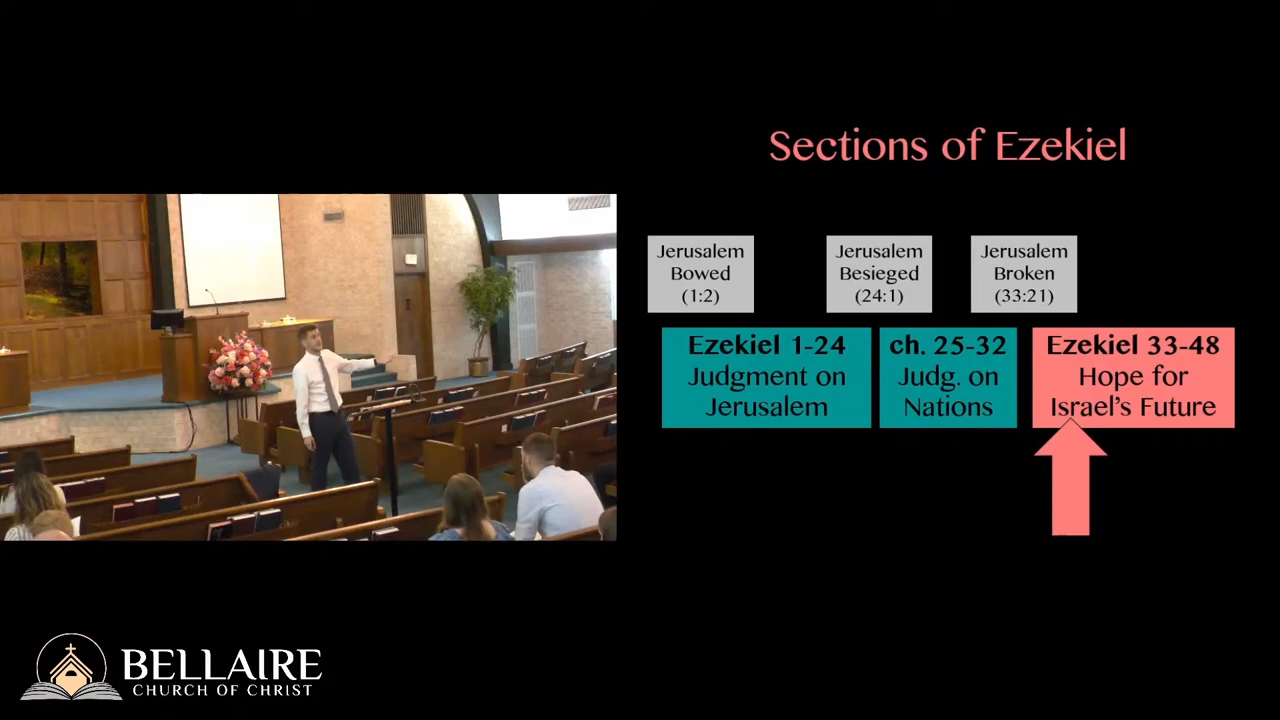 Sections of Ezekiel
Jerusalem
Bowed
(1:2)
Jerusalem
Besieged
(24:1)
Jerusalem
Broken
(33:21)
Ezekiel 1-24
Judgment on
Jerusalem
ch. 25-32
Judg. on
Nations
Ezekiel 33-48
Hope for
Israel's Future
BELLAIRE
CHURCH OF CHRIST